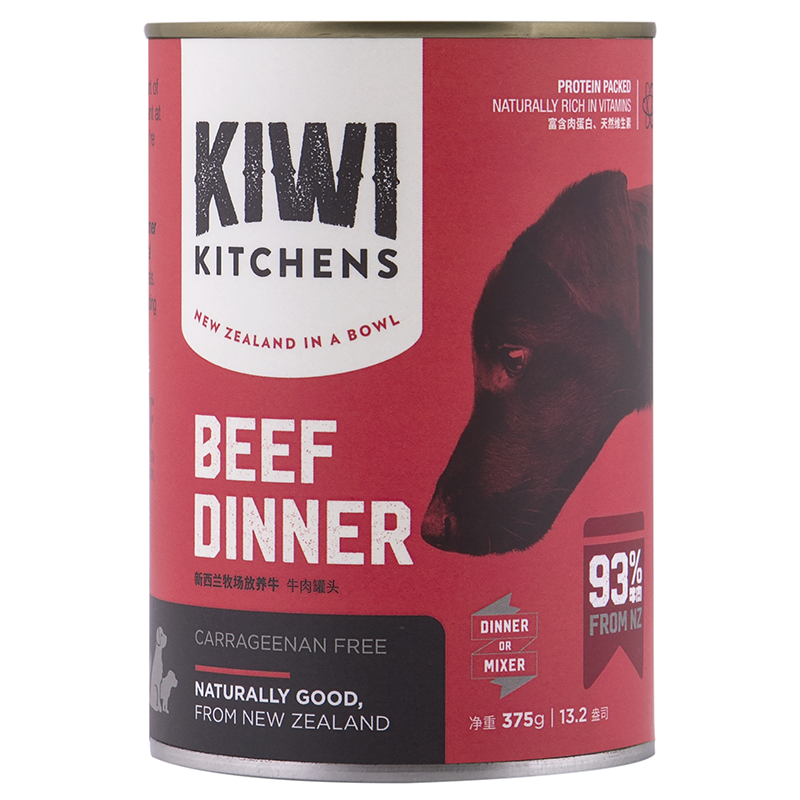 PROTEIN PACKED
NATURALLY RICH IN VITAMINS
富含肉蛋白、天然维生素
KIWI
KITCHENS
NEW ZEALAND IN A BOWL
BEEF
DINNER
新西兰牧场放养牛 牛肉罐头
93%
牛肉
FROM NZ
DINNER
OR
MIXER
CARRAGEENAN FREE
NATURALLY GOOD,
FROM NEW ZEALAND
净重 375g | 13.2 盎司